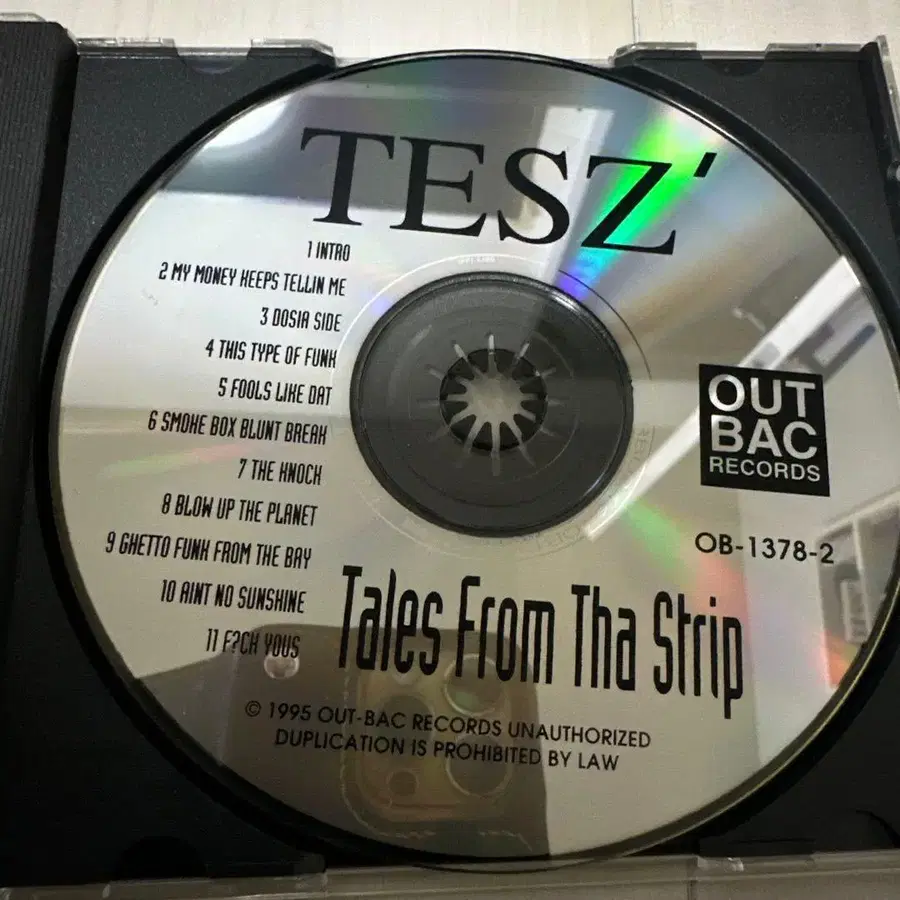 TESZ'
1 INTRO
2 MY MONEY KEEPS TELLIN ME
3 DOSIA SIDE
4 THIS TYPE OF FUNK
5 FOOLS LIKE DAT
6 SMOKE BOX BLUNT BREAK
7 THE KNOCK
8 BLOW UP THE PLANET
9 GHETTO FUNK FROM THE BAY
10 AINT NO SUNSHINE
11 F?CK YOUS
OUT
BAC
RECORDS
OB-1378-2
Tales From Tha Strip
© 1995 OUT-BAC RECORDS UNAUTHORIZED
DUPLICATION IS PROHIBITED BY LAW